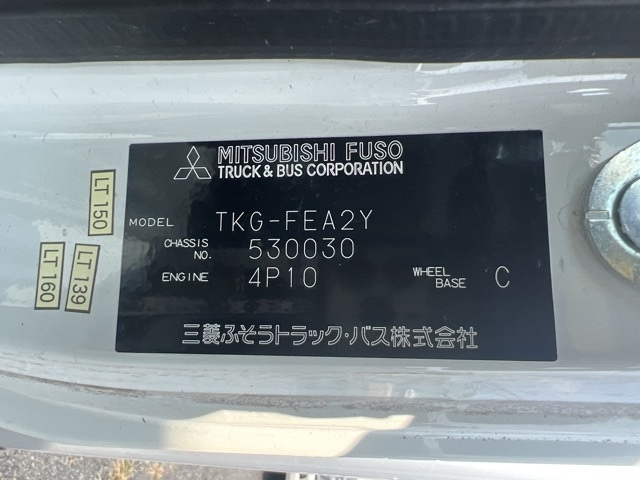 MITSUBISHI FUSO
TRUCK & BUS CORPORATION
MODEL TKG-FEA2Y
CHASSIS NO. 530030
ENGINE 4P10 WHEEL BASE C
三菱ふそうトラック・バス株式会社
LT 150
LT 139
LT 160